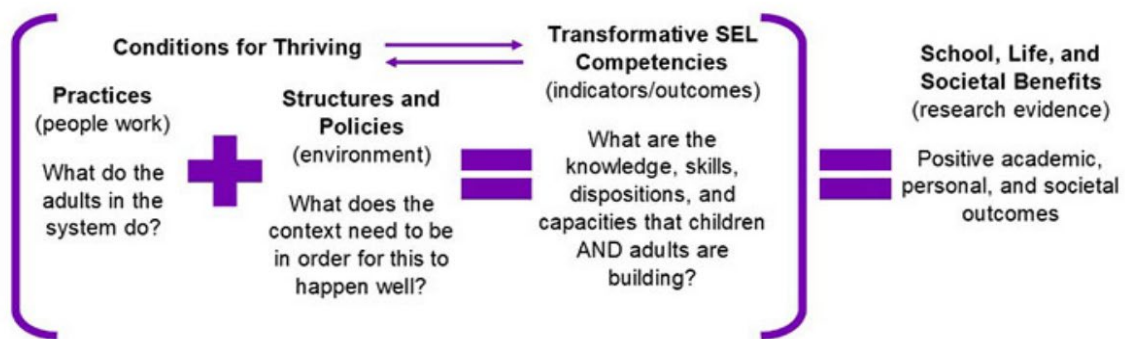 Conditions for Thriving
Practices
(people work)
What do the
adults in the
system do?
Structures and
Policies
(environment)
What does the
context need to be
in order for this to
happen well?
Transformative SEL
Competencies
(indicators/outcomes)
What are the
knowledge, skills,
dispositions, and
capacities that children
AND adults are
building?
School, Life, and
Societal Benefits
(research evidence)
Positive academic,
personal, and societal
outcomes